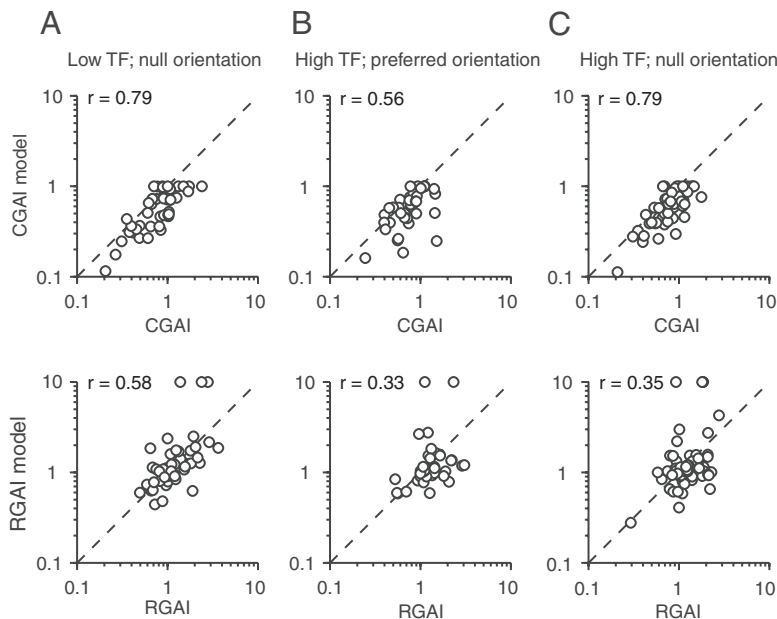 A B C
Low TF; null orientation High TF; preferred orientation High TF; null orientation
10 r = 0.79 10 r = 0.56 10 r = 0.79
CGAI model
1 1 1
0.1 0.1 0.1
0.1 1 10 0.1 1 10 0.1 1 10
CGAI CGAI CGAI
10 r = 0.58 10 r = 0.33 10 r = 0.35
RGAI model
1 1 1
0.1 0.1 0.1
0.1 1 10 0.1 1 10 0.1 1 10
RGAI RGAI RGAI